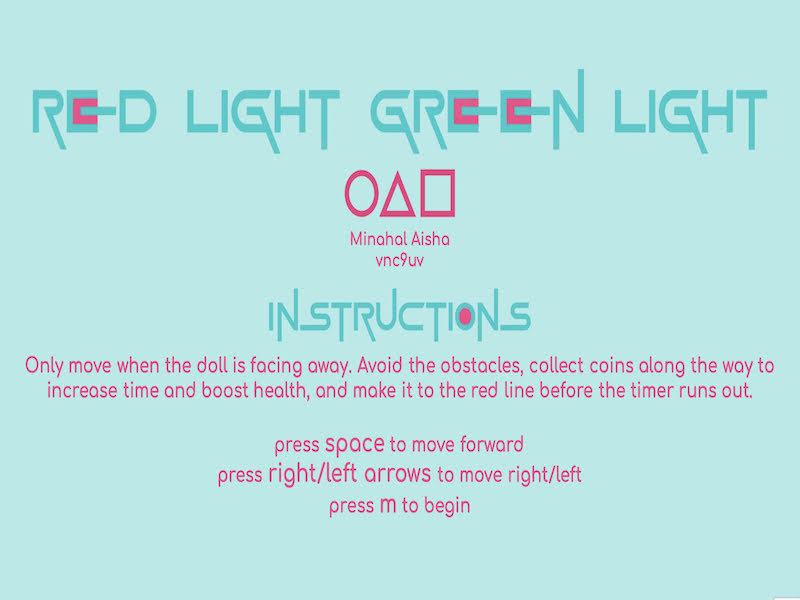 RED LIGHT GREEN LIGHT
Minahal Aisha
vnc9uv
INSTRUCTIONS
Only move when the doll is facing away. Avoid the obstacles, collect coins along the way to
increase time and boost health, and make it to the red line before the timer runs out.
press space to move forward
press right/left arrows to move right/left
press m to begin